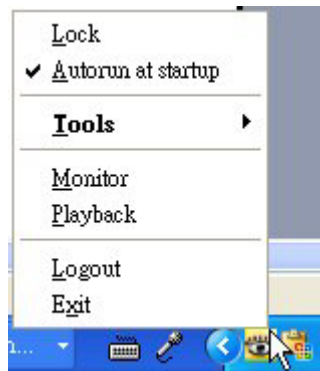 Lock
Autorun at startup
Tools
Monitor
Playback
Logout
Exit
n...